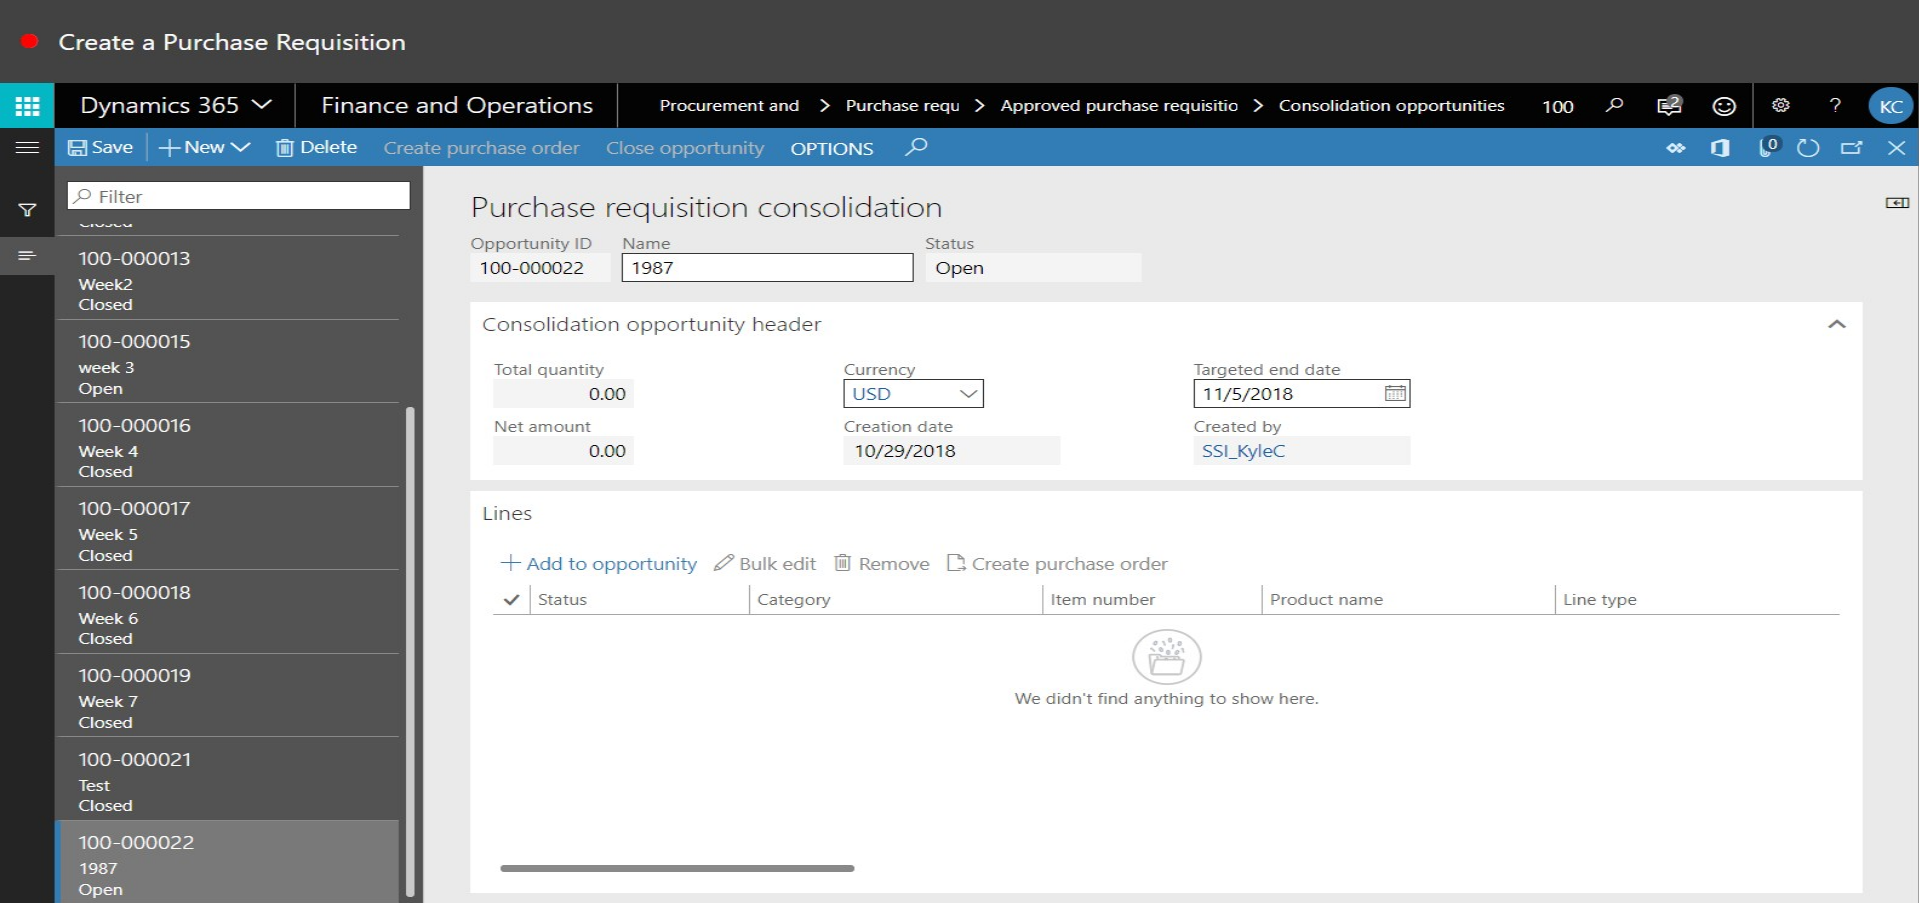 Create a Purchase Requisition
Dynamics 365
Finance and Operations
Procurement and
Purchase requ
Approved purchase requisitio
Consolidation opportunities
100
2
?
KC
Save
New
Delete
Create purchase order
Close opportunity
OPTIONS
0
Filter
Closed
100-000013
Week2
Closed
100-000015
week 3
Open
100-000016
Week 4
Closed
100-000017
Week 5
Closed
100-000018
Week 6
Closed
100-000019
Week 7
Closed
100-000021
Test
Closed
100-000022
1987
Open
Purchase requisition consolidation
Opportunity ID
Name
Status
100-000022
1987
Open
Consolidation opportunity header
Total quantity
Currency
Targeted end date
0.00
USD
11/5/2018
Net amount
Creation date
Created by
0.00
10/29/2018
SSI_KyleC
Lines
Add to opportunity
Bulk edit
Remove
Create purchase order
Status
Category
Item number
Product name
Line type
We didn't find anything to show here.